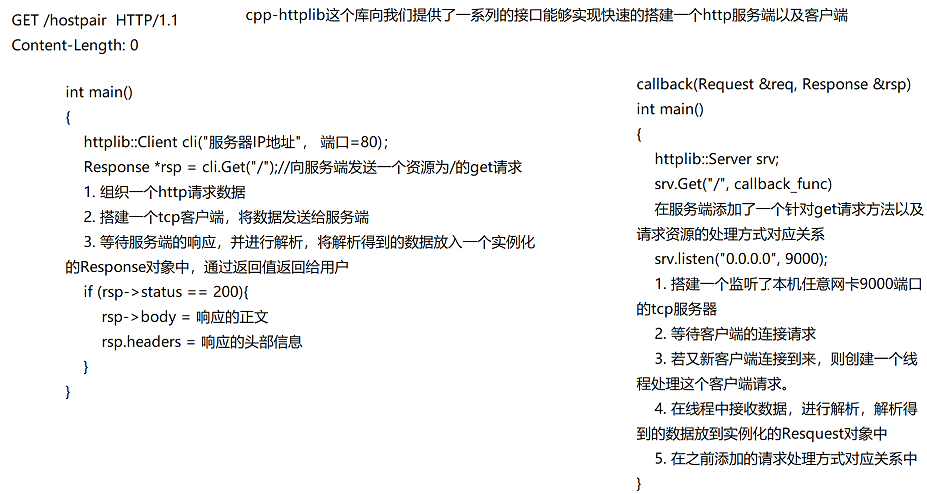 GET /hostpair  HTTP/1.1
Content-Length: 0
cpp-httplib这个库向我们提供了一系列的接口能够实现快速的搭建一个http服务端以及客户端
int main()
{
httplib::Client cli("服务器IP地址", 端口=80);
Response *rsp = cli.Get("/");//向服务端发送一个资源为/的get请求
1. 组织一个http请求数据
2. 搭建一个tcp客户端，将数据发送给服务端
3. 等待服务端的响应，并进行解析，将解析得到的数据放入一个实例化
的Response对象中，通过返回值返回给用户
if (rsp->status == 200){
rsp->body = 响应的正文
rsp.headers = 响应的头部信息
}
}
callback(Request &req, Response &rsp)
int main()
{
httplib::Server srv;
srv.Get("/", callback_func)
在服务端添加了一个针对get请求方法以及
请求资源的处理方式对应关系
srv.listen("0.0.0.0", 9000);
1. 搭建一个监听了本机任意网卡9000端口
的tcp服务器
2. 等待客户端的连接请求
3. 若又新客户端连接到来，则创建一个线
程处理这个客户端请求。
4. 在线程中接收数据，进行解析，解析得
到的数据放到实例化的Resquest对象中
5. 在之前添加的请求处理方式对应关系中
}